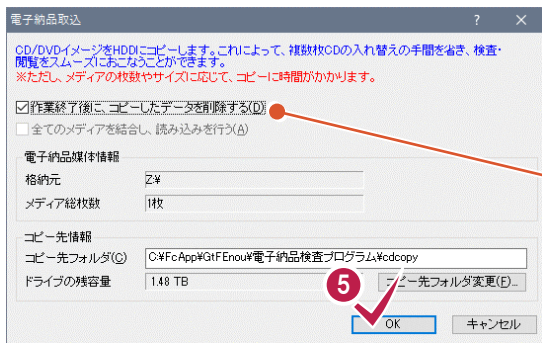 電子納品取込
CD/DVDイメージをHDDにコピーします。これによって、複数枚CDの入れ替えの手間を省き、検査・
閲覧をスムーズにおこなうことができます。
※ただし、メディアの枚数やサイズに応じて、コピーに時間がかかります。
作業終了後に、コピーしたデータを削除する(D)
全てのメディアを結合し、読み込みを行う(A)
電子納品媒体情報
格納元 Z:¥
メディア総枚数 1枚
コピー先情報
コピー先フォルダ(C) C:¥FcApp¥GtFEnou¥電子納品検査プログラム¥cdcopy
ドライブの残容量 1.48 TB コピー先フォルダ変更(F)...
5
OK キャンセル